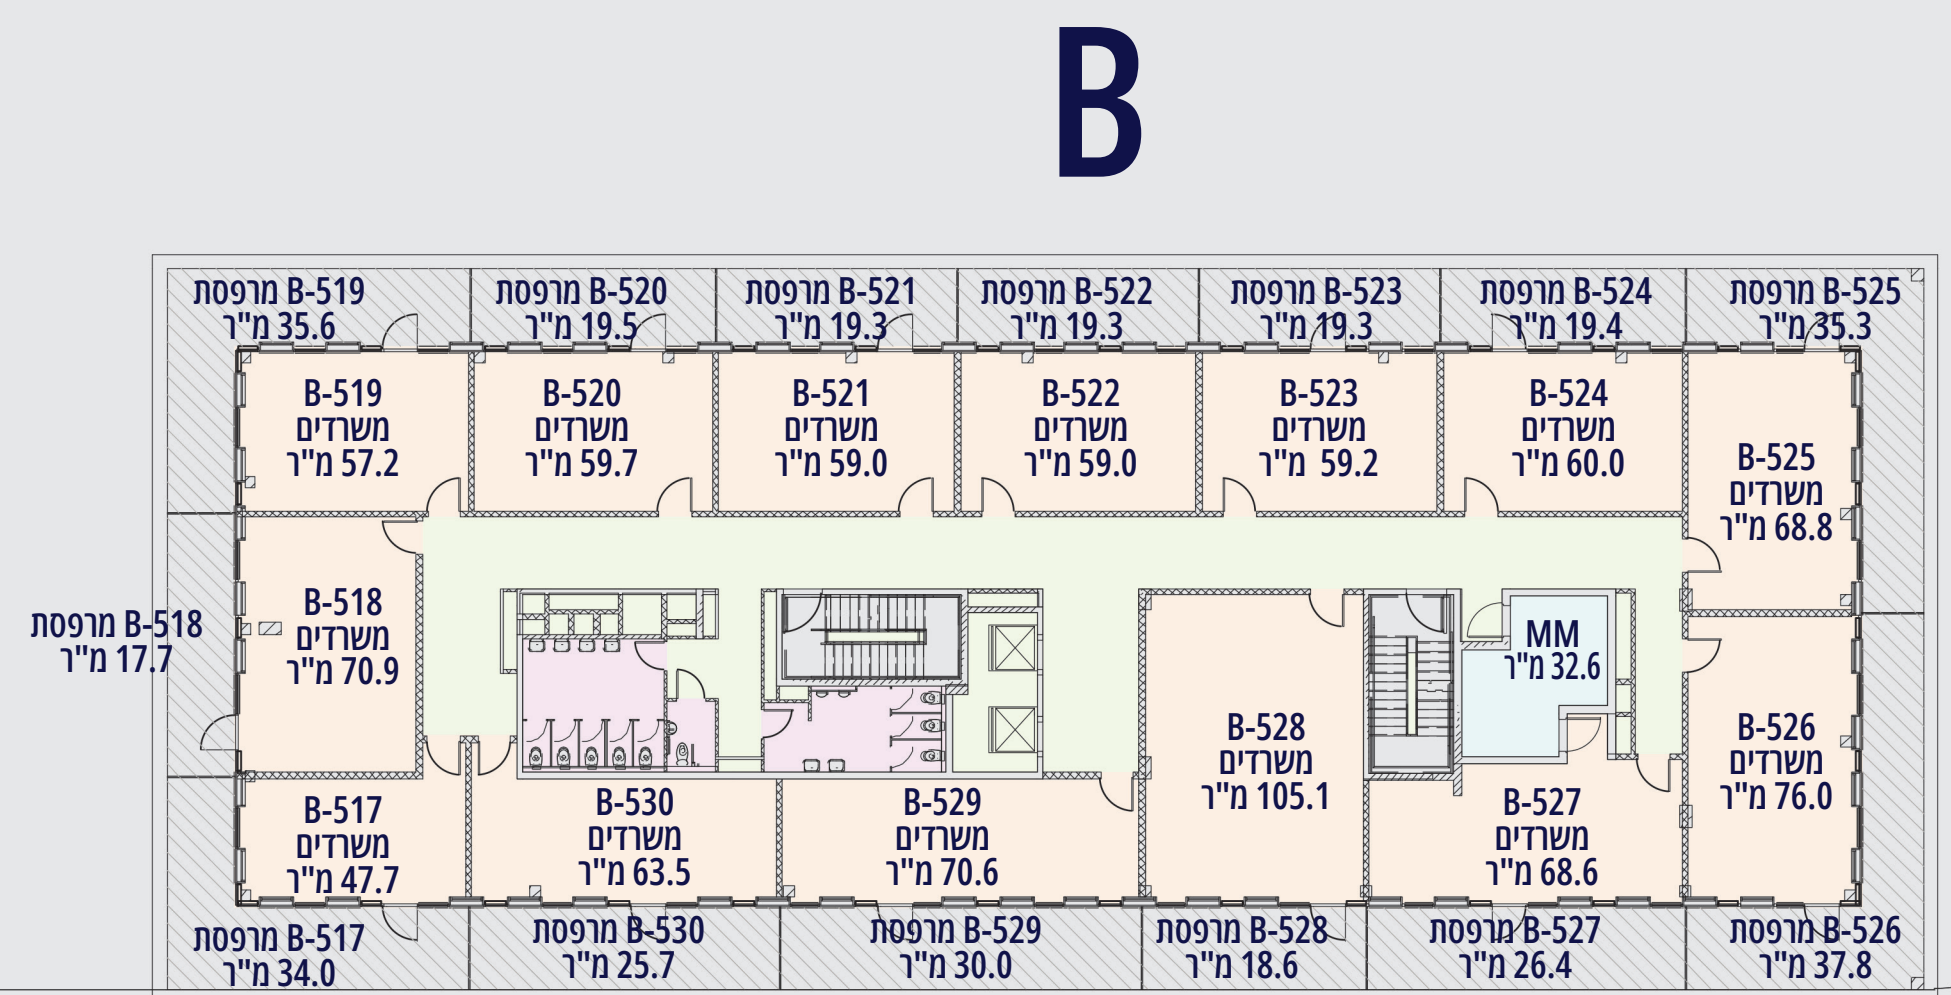 B
מרפסת B-519
35.6 מ"ר
מרפסת B-520
19.5 מ"ר
מרפסת B-521
19.3 מ"ר
מרפסת B-522
19.3 מ"ר
מרפסת B-523
19.3 מ"ר
מרפסת B-524
19.4 מ"ר
מרפסת B-525
35.3 מ"ר
B-519
משרדים
57.2 מ"ר
B-520
משרדים
59.7 מ"ר
B-521
משרדים
59.0 מ"ר
B-522
משרדים
59.0 מ"ר
B-523
משרדים
59.2 מ"ר
B-524
משרדים
60.0 מ"ר
B-525
משרדים
68.8 מ"ר
מרפסת B-518
17.7 מ"ר
B-518
משרדים
70.9 מ"ר
MM
32.6 מ"ר
B-528
משרדים
105.1 מ"ר
B-526
משרדים
76.0 מ"ר
B-517
משרדים
47.7 מ"ר
B-530
משרדים
63.5 מ"ר
B-529
משרדים
70.6 מ"ר
B-527
משרדים
68.6 מ"ר
מרפסת B-517
34.0 מ"ר
מרפסת B-530
25.7 מ"ר
מרפסת B-529
30.0 מ"ר
מרפסת B-528
18.6 מ"ר
מרפסת B-527
26.4 מ"ר
מרפסת B-526
37.8 מ"ר